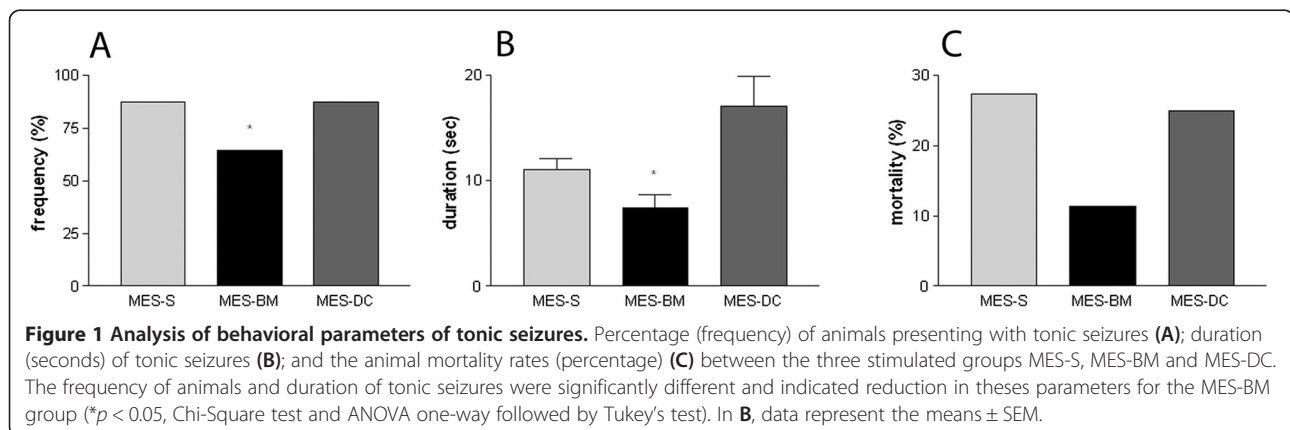 A
B
C
100
75
50
25
0
frequency (%)
*
MES-S
MES-BM
MES-DC
20
10
0
duration (sec)
*
MES-S
MES-BM
MES-DC
30
20
10
0
mortality (%)
MES-S
MES-BM
MES-DC
Figure 1 Analysis of behavioral parameters of tonic seizures. Percentage (frequency) of animals presenting with tonic seizures (A); duration
(seconds) of tonic seizures (B); and the animal mortality rates (percentage) (C) between the three stimulated groups MES-S, MES-BM and MES-DC.
The frequency of animals and duration of tonic seizures were significantly different and indicated reduction in theses parameters for the MES-BM
group (*p < 0.05, Chi-Square test and ANOVA one-way followed by Tukey's test). In B, data represent the means ± SEM.